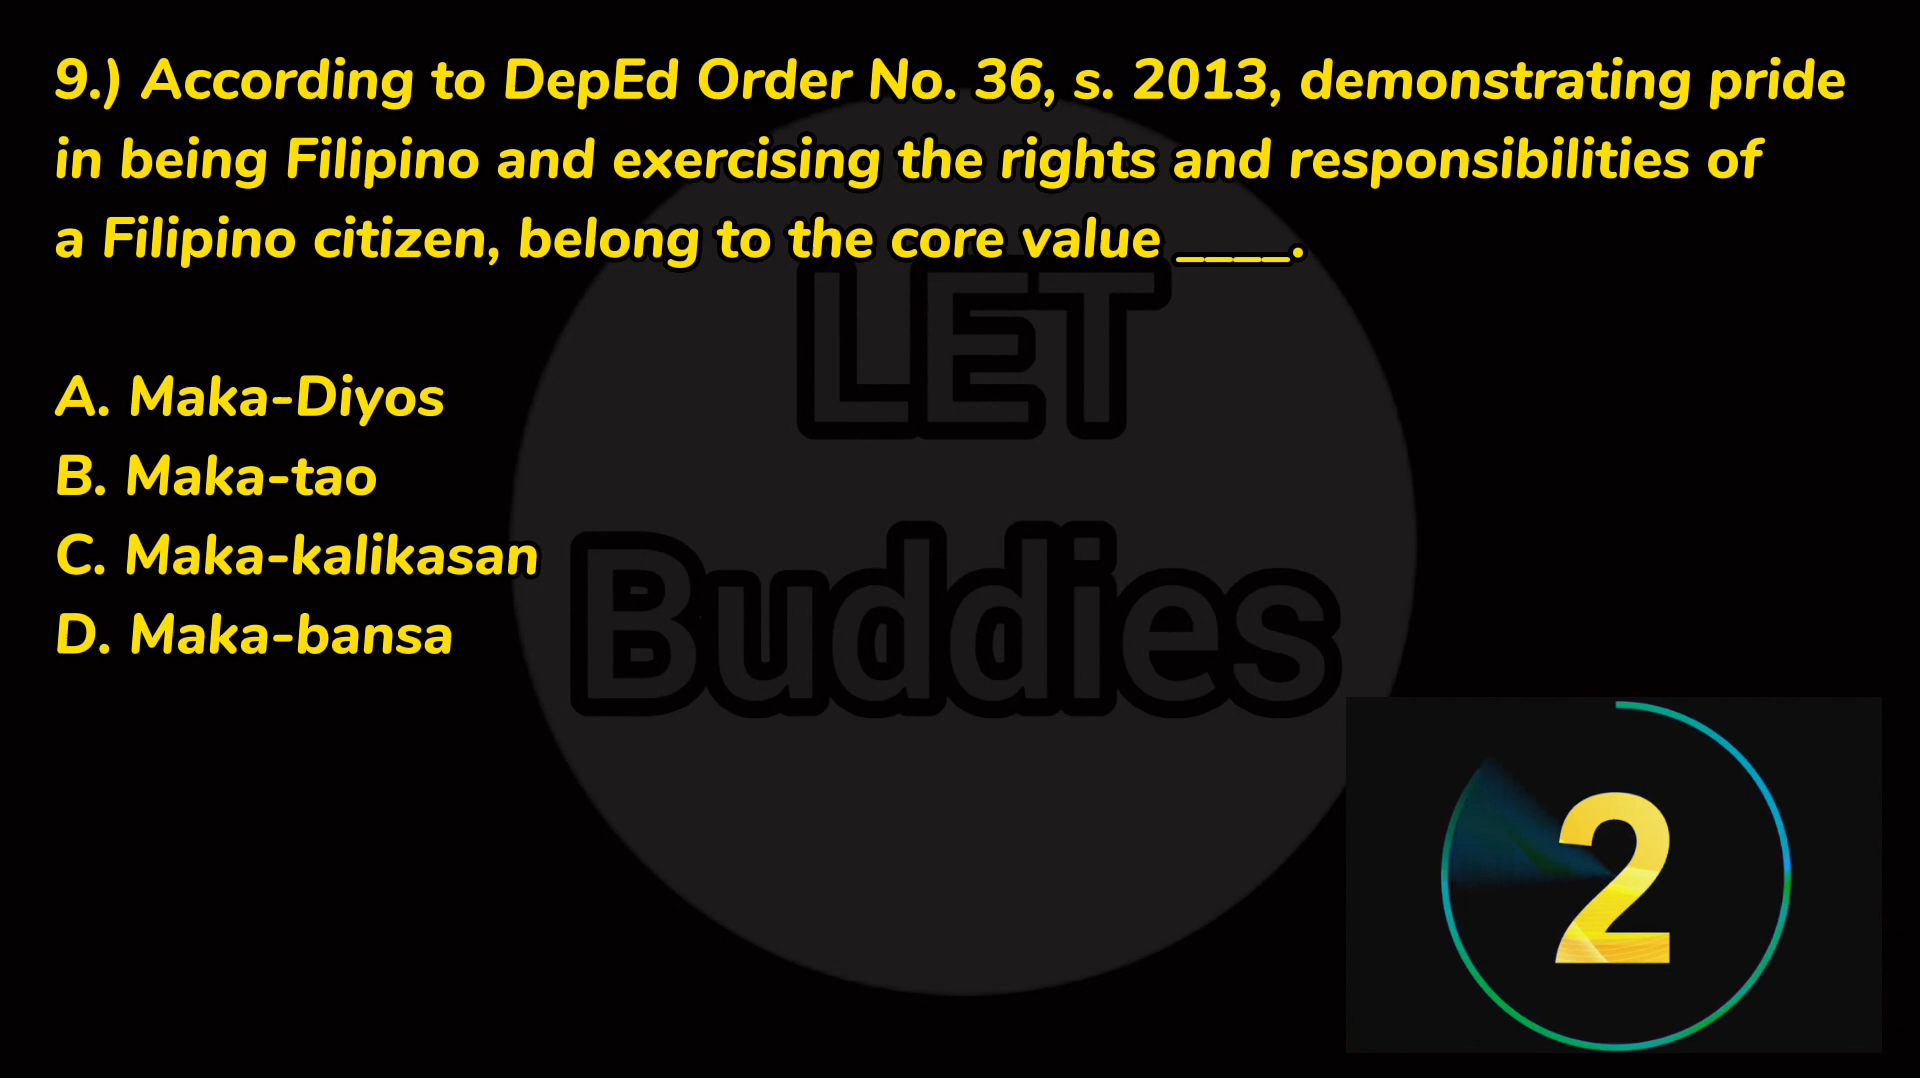 9.) According to DepEd Order No. 36, s. 2013, demonstrating pride
in being Filipino and exercising the rights and responsibilities of
a Filipino citizen, belong to the core value ____.
A. Maka-Diyos
B. Maka-tao
C. Maka-kalikasan
D. Maka-bansa
LET
Buddies
2